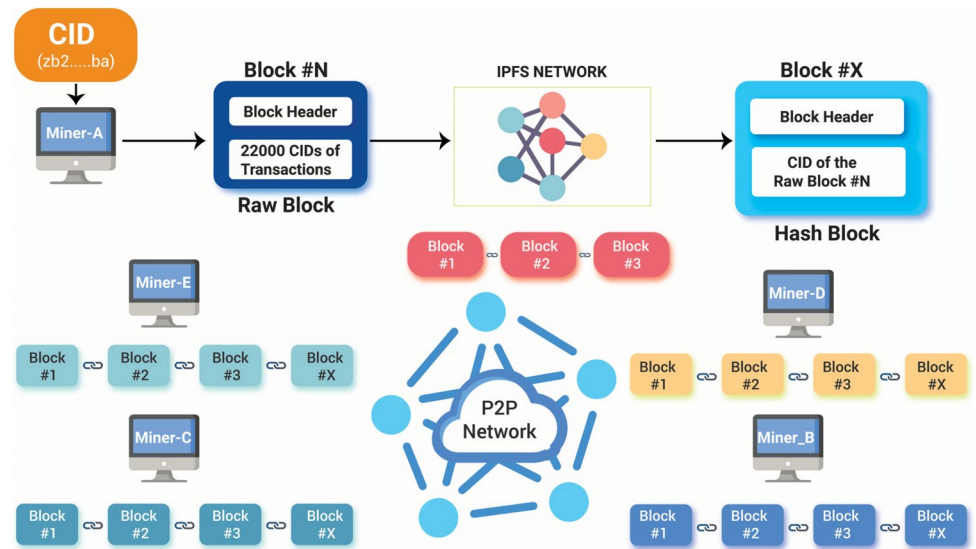 CID
(zb2.....ba)
Miner-A
Block #N
Block Header
22000 CIDs of
Transactions
Raw Block
IPFS NETWORK
Block #X
Block Header
CID of the
Raw Block #N
Hash Block
Block
#1
Block
#2
Block
#3
Miner-E
Block
#1
Block
#2
Block
#3
Block
#X
Miner-D
Block
#1
Block
#2
Block
#3
Block
#X
P2P
Network
Miner-C
Block
#1
Block
#2
Block
#3
Block
#X
Miner_B
Block
#1
Block
#2
Block
#3
Block
#X